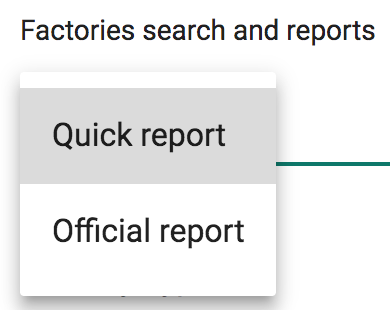 Factories search and reports
Quick report
Official report